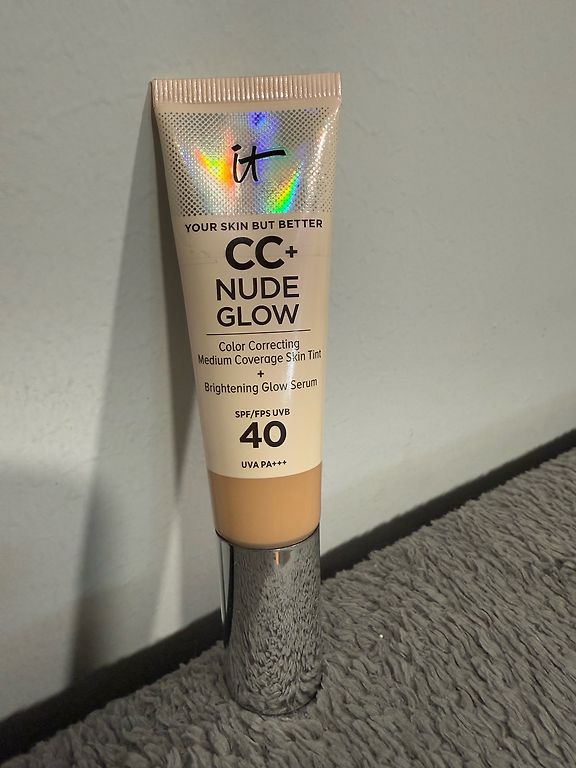 it
YOUR SKIN BUT BETTER
CC+
NUDE
GLOW
Color Correcting
Medium Coverage Skin Tint
+
Brightening Glow Serum
SPF/FPS UVB
40
UVA PA+++